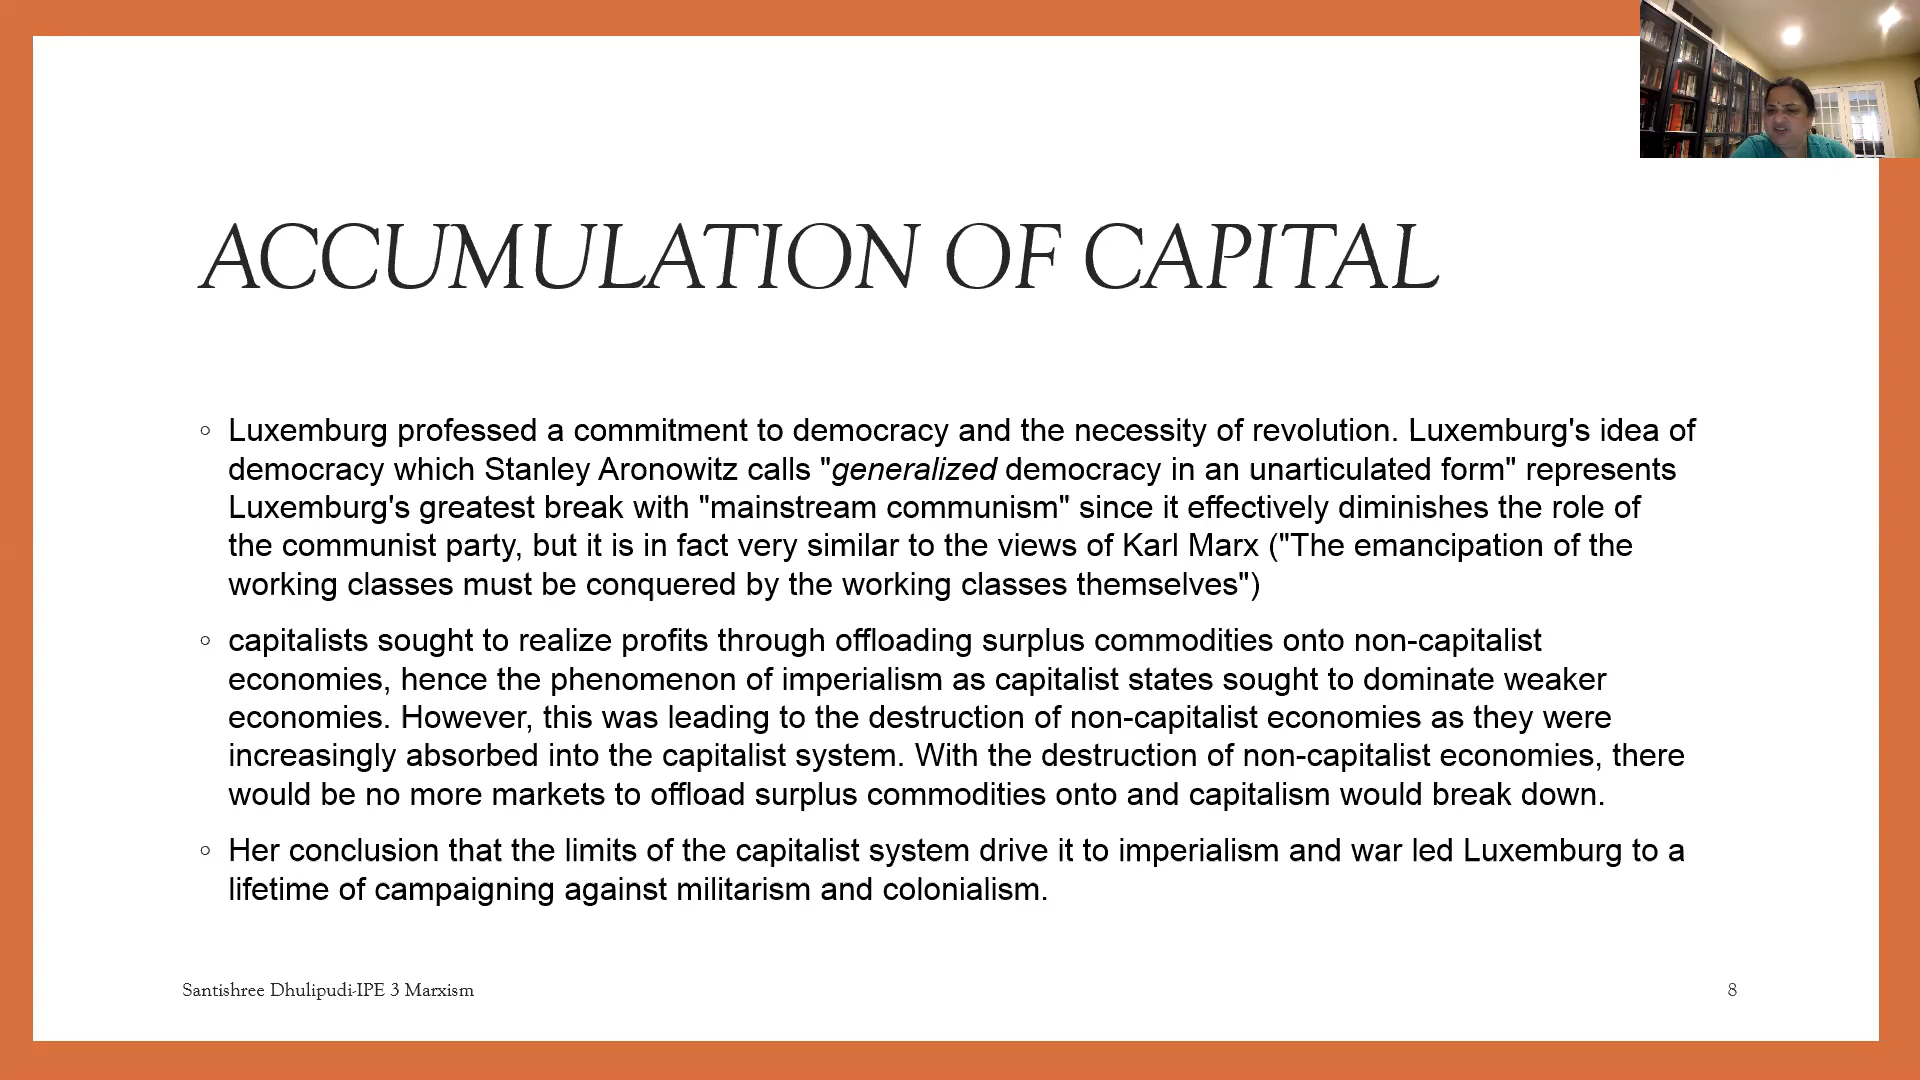 ACCUMULATION OF CAPITAL
◦ Luxemburg professed a commitment to democracy and the necessity of revolution. Luxemburg's idea of
democracy which Stanley Aronowitz calls "generalized democracy in an unarticulated form" represents
Luxemburg's greatest break with "mainstream communism" since it effectively diminishes the role of
the communist party, but it is in fact very similar to the views of Karl Marx ("The emancipation of the
working classes must be conquered by the working classes themselves")
◦ capitalists sought to realize profits through offloading surplus commodities onto non-capitalist
economies, hence the phenomenon of imperialism as capitalist states sought to dominate weaker
economies. However, this was leading to the destruction of non-capitalist economies as they were
increasingly absorbed into the capitalist system. With the destruction of non-capitalist economies, there
would be no more markets to offload surplus commodities onto and capitalism would break down.
◦ Her conclusion that the limits of the capitalist system drive it to imperialism and war led Luxemburg to a
lifetime of campaigning against militarism and colonialism.
Santishree Dhulipudi-IPE 3 Marxism
8